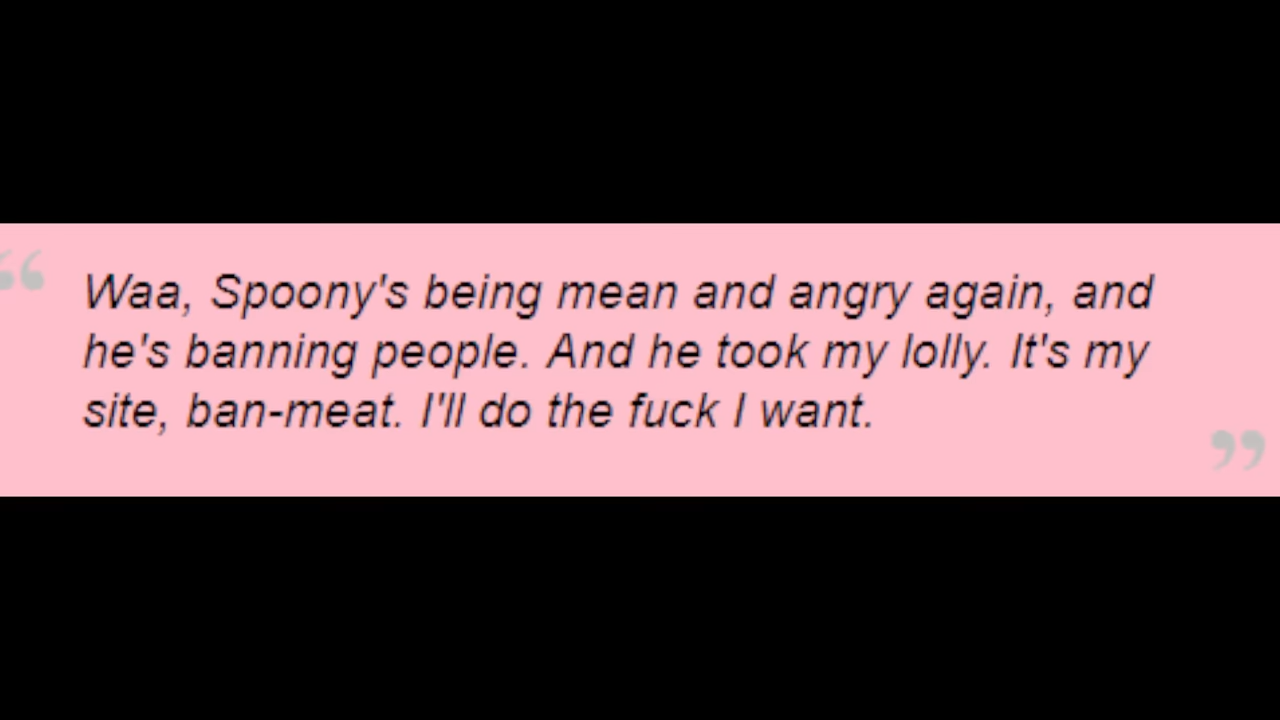 “ Waa, Spoony's being mean and angry again, and
he's banning people. And he took my lolly. It's my
site, ban-meat. I'll do the fuck I want. ”